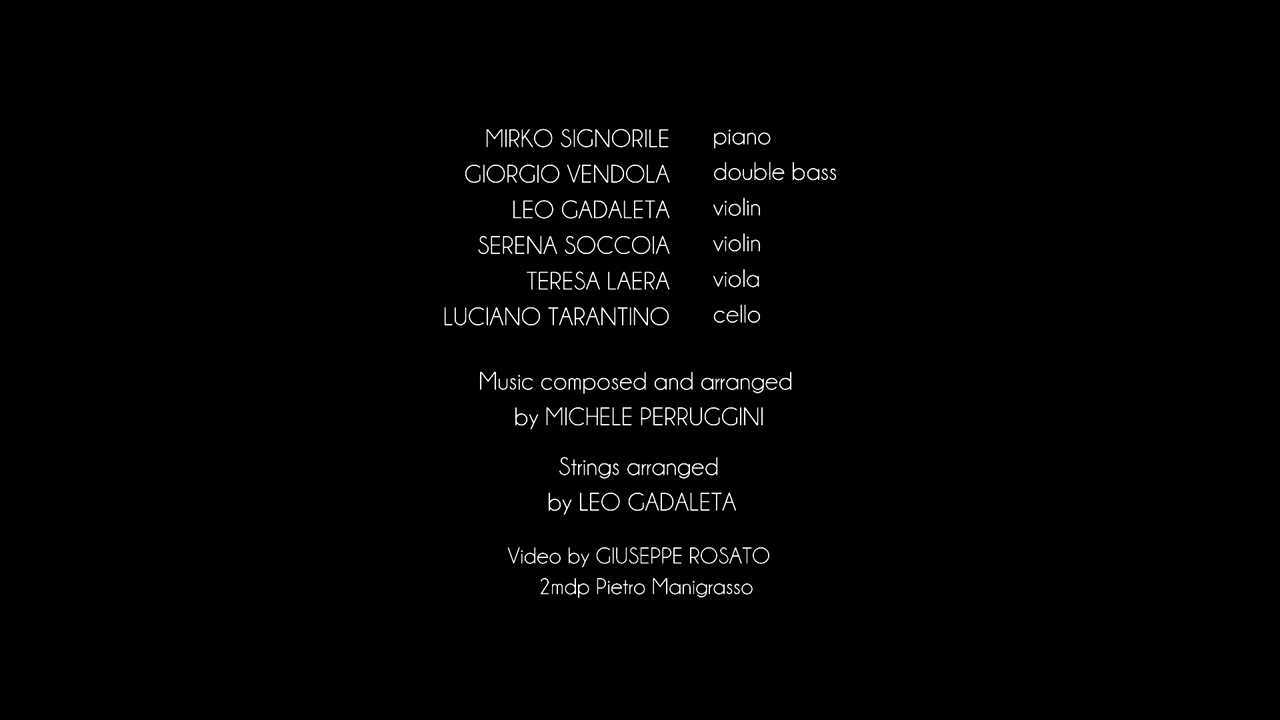 MIRKO SIGNORILE piano
GIORGIO VENDOLA double bass
LEO GADALETA violin
SERENA SOCCOIA violin
TERESA LAERA viola
LUCIANO TARANTINO cello
Music composed and arranged
by MICHELE PERRUGGINI
Strings arranged
by LEO GADALETA
Video by GIUSEPPE ROSATO
2mdp Pietro Manigrasso